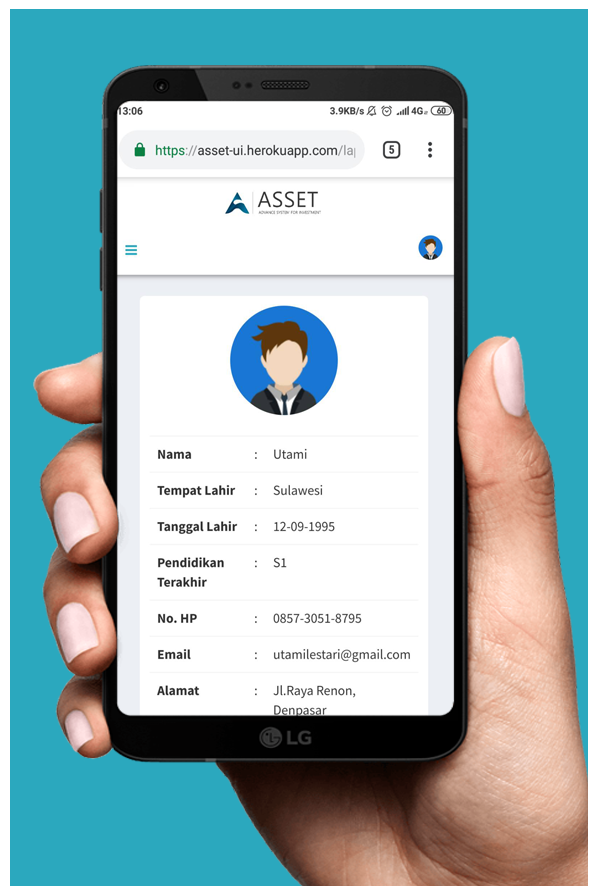 13:06 3.9KB/s 4G 60
https://asset-ui.herokuapp.com/la
5
ASSET
ADVANCE SYSTEM FOR INVESTMENT
Nama : Utami
Tempat Lahir : Sulawesi
Tanggal Lahir : 12-09-1995
Pendidikan : S1
Terakhir
No. HP : 0857-3051-8795
Email : utamilestari@gmail.com
Alamat : Jl.Raya Renon,
Denpasar
LG